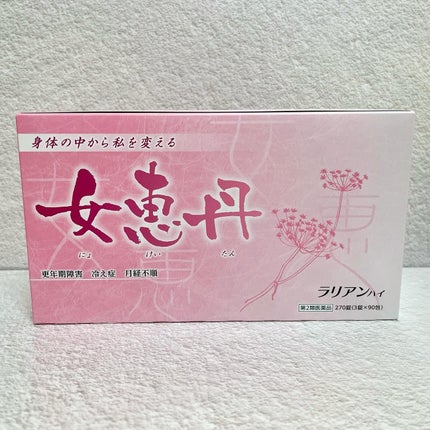 身体の中から私を変える
女恵丹
にょ けい たん
更年期障害 冷え症 月経不順
ラリアンハイ
第2類医薬品 270錠(3錠×90包)